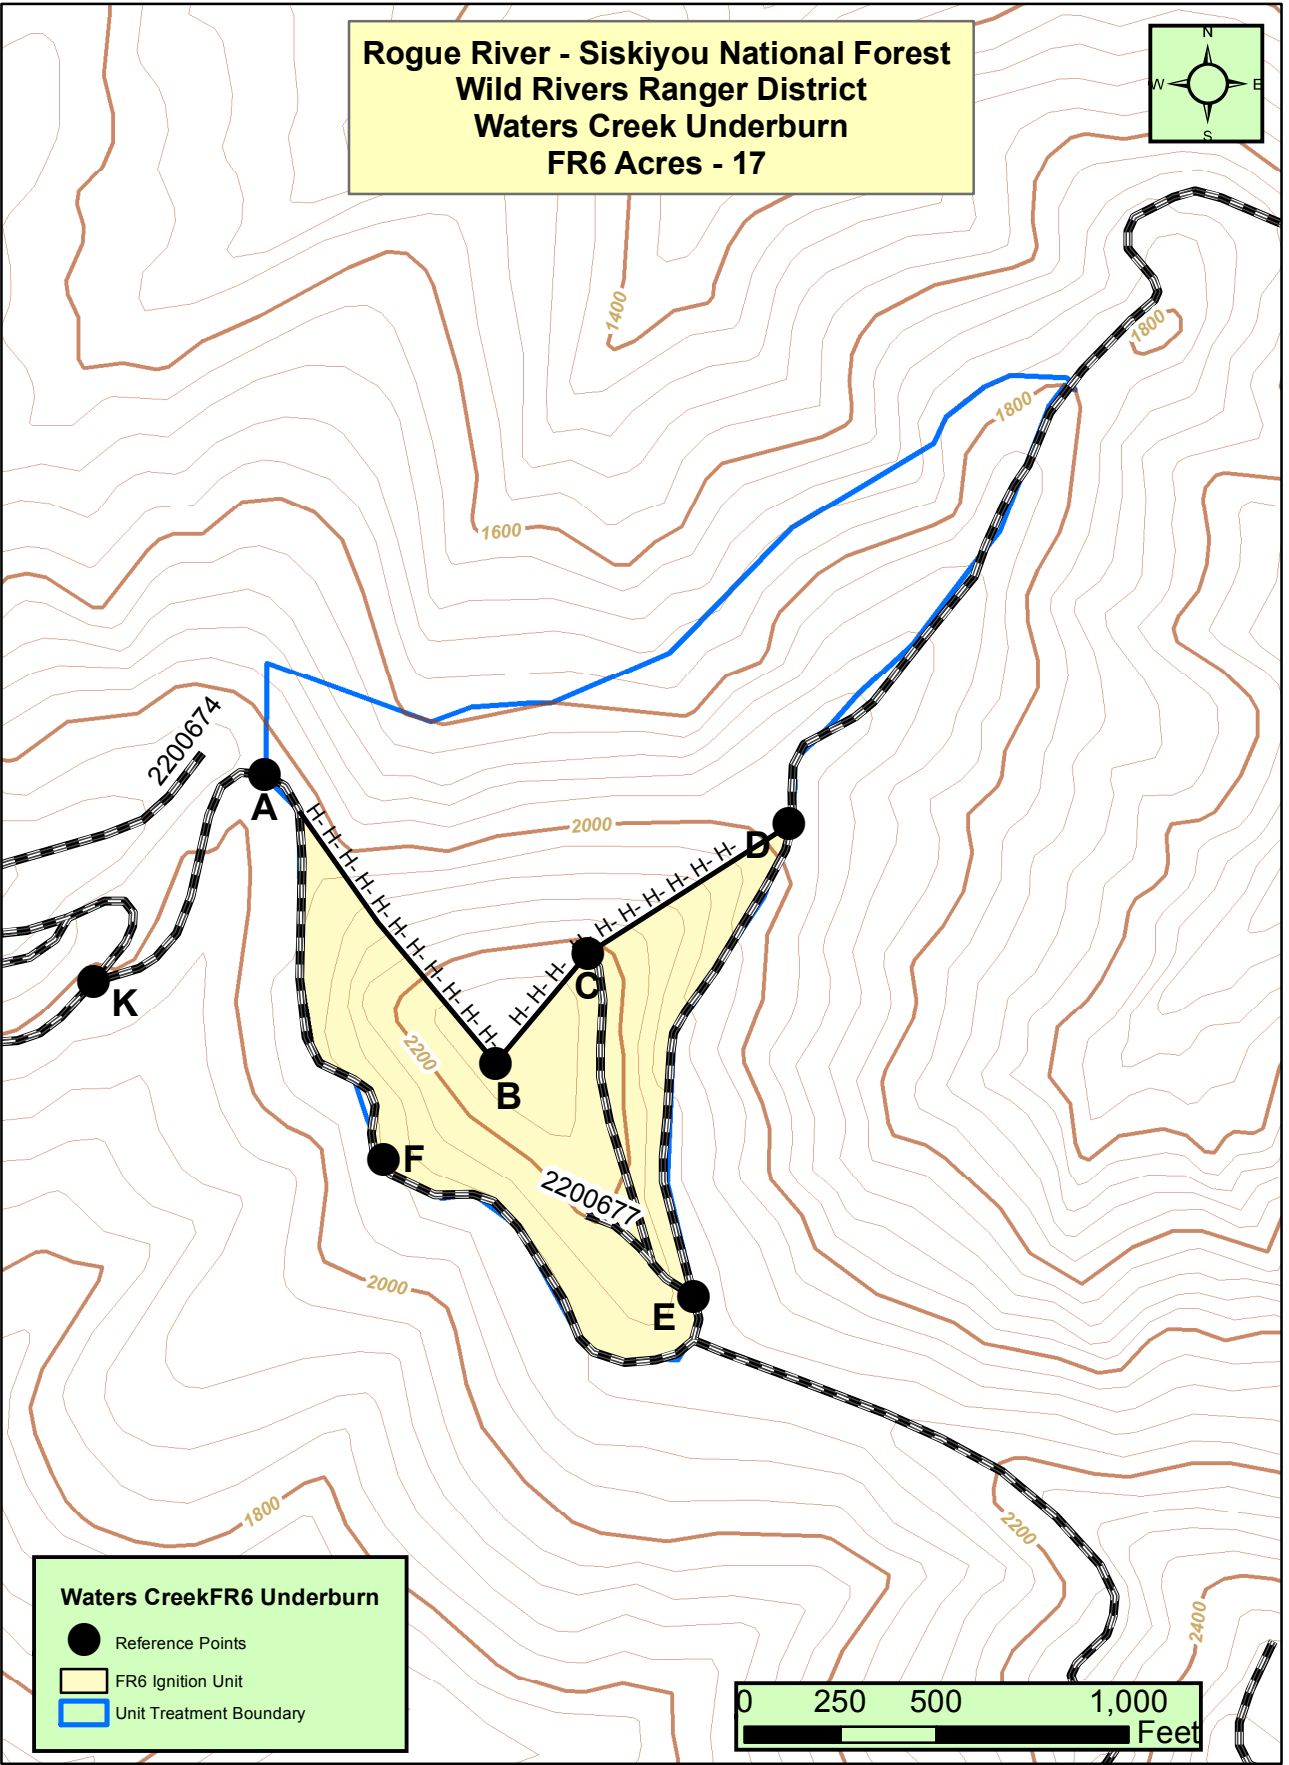 Rogue River - Siskiyou National Forest
Wild Rivers Ranger District
Waters Creek Underburn
FR6 Acres - 17
N
W E
S
1400
1800
1800
1600
2200674
A
2000
D
C
K
2200
B
F
2200677
E
2000
1800
2200
2400
Waters CreekFR6 Underburn
Reference Points
FR6 Ignition Unit
Unit Treatment Boundary
0 250 500 1,000
Feet
H-H-H-H-H-H-H-H-H-H-H-
H-H-H-H-
H-H-H-H-H-H-